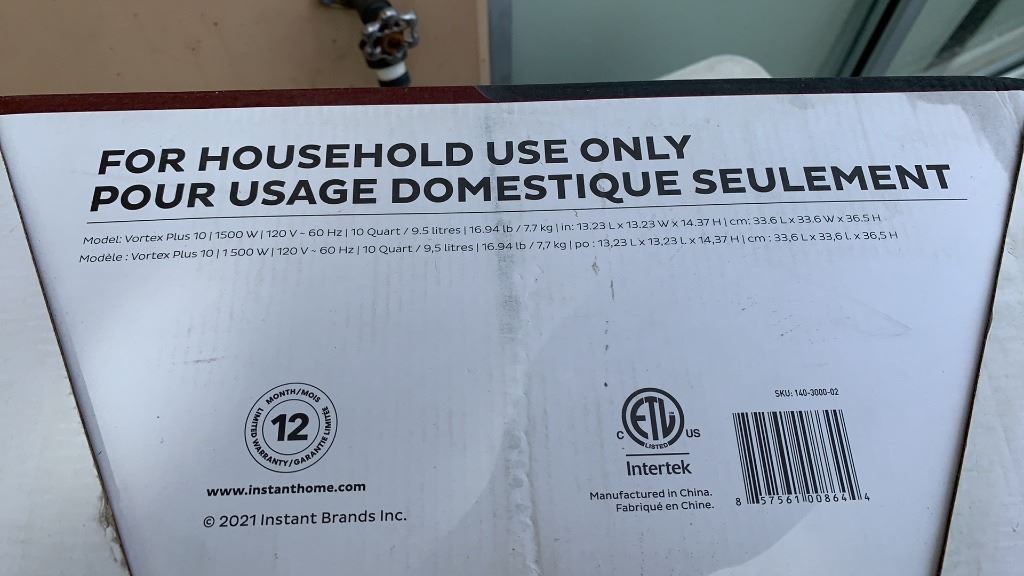 FOR HOUSEHOLD USE ONLY
POUR USAGE DOMESTIQUE SEULEMENT
Model: Vortex Plus 10 | 1500 W | 120 V ~ 60 Hz | 10 Quart / 9.5 litres | 16.94 lb / 7.7 kg | in: 13.23 L x 13.23 W x 14.37 H | cm: 33.6 L x 33.6 W x 36.5 H
Modèle : Vortex Plus 10 | 1 500 W | 120 V ~ 60 Hz | 10 Quart / 9,5 litres | 16.94 lb / 7,7 kg | po : 13,23 L x 13,23 L x 14,37 H | cm : 33,6 L x 33,6 l. x 36,5 H
MONTH/MOIS
12
LIMITED WARRANTY/GARANTIE LIMITÉE
www.instanthome.com
© 2021 Instant Brands Inc.
ETL
LISTED
C US
Intertek
Manufactured in China.
Fabriqué en Chine.
SKU: 140-3000-02
8 57561 00864 4